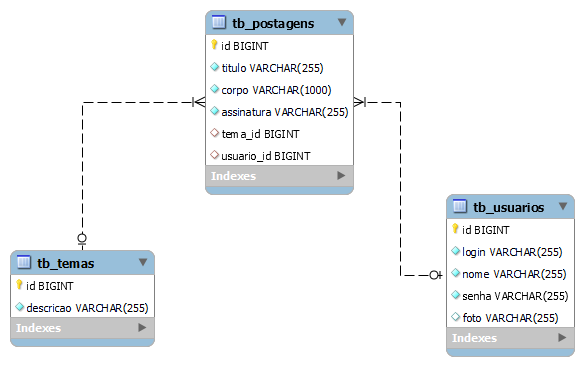 tb_postagens
id BIGINT
titulo VARCHAR(255)
corpo VARCHAR(1000)
assinatura VARCHAR(255)
tema_id BIGINT
usuario_id BIGINT
Indexes
tb_usuarios
id BIGINT
login VARCHAR(255)
nome VARCHAR(255)
senha VARCHAR(255)
foto VARCHAR(255)
Indexes
tb_temas
id BIGINT
descricao VARCHAR(255)
Indexes